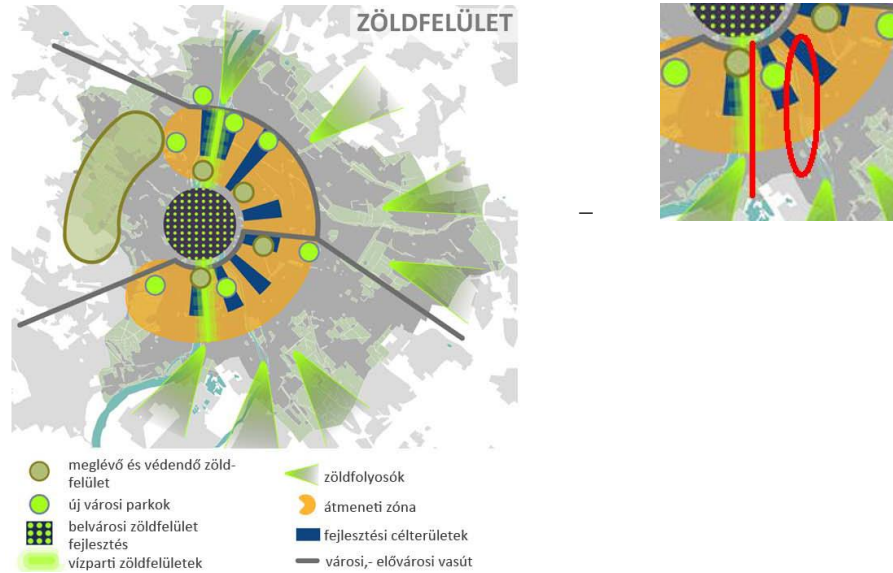 ZÖLDFELÜLET
–
meglévő és védendő zöld-
felület
új városi parkok
belvárosi zöldfelület
fejlesztés
vízparti zöldfelületek
zöldfolyosók
átmeneti zóna
fejlesztési célterületek
városi,- elővárosi vasút